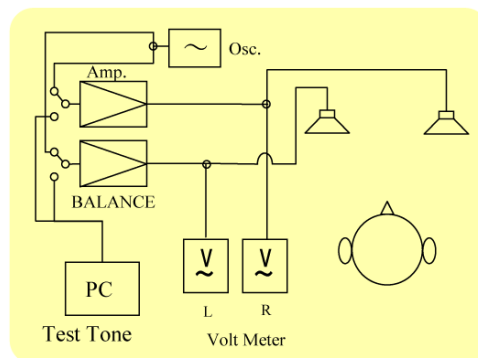 Osc.
Amp.
BALANCE
V
~
V
~
L
R
PC
Test Tone
Volt Meter